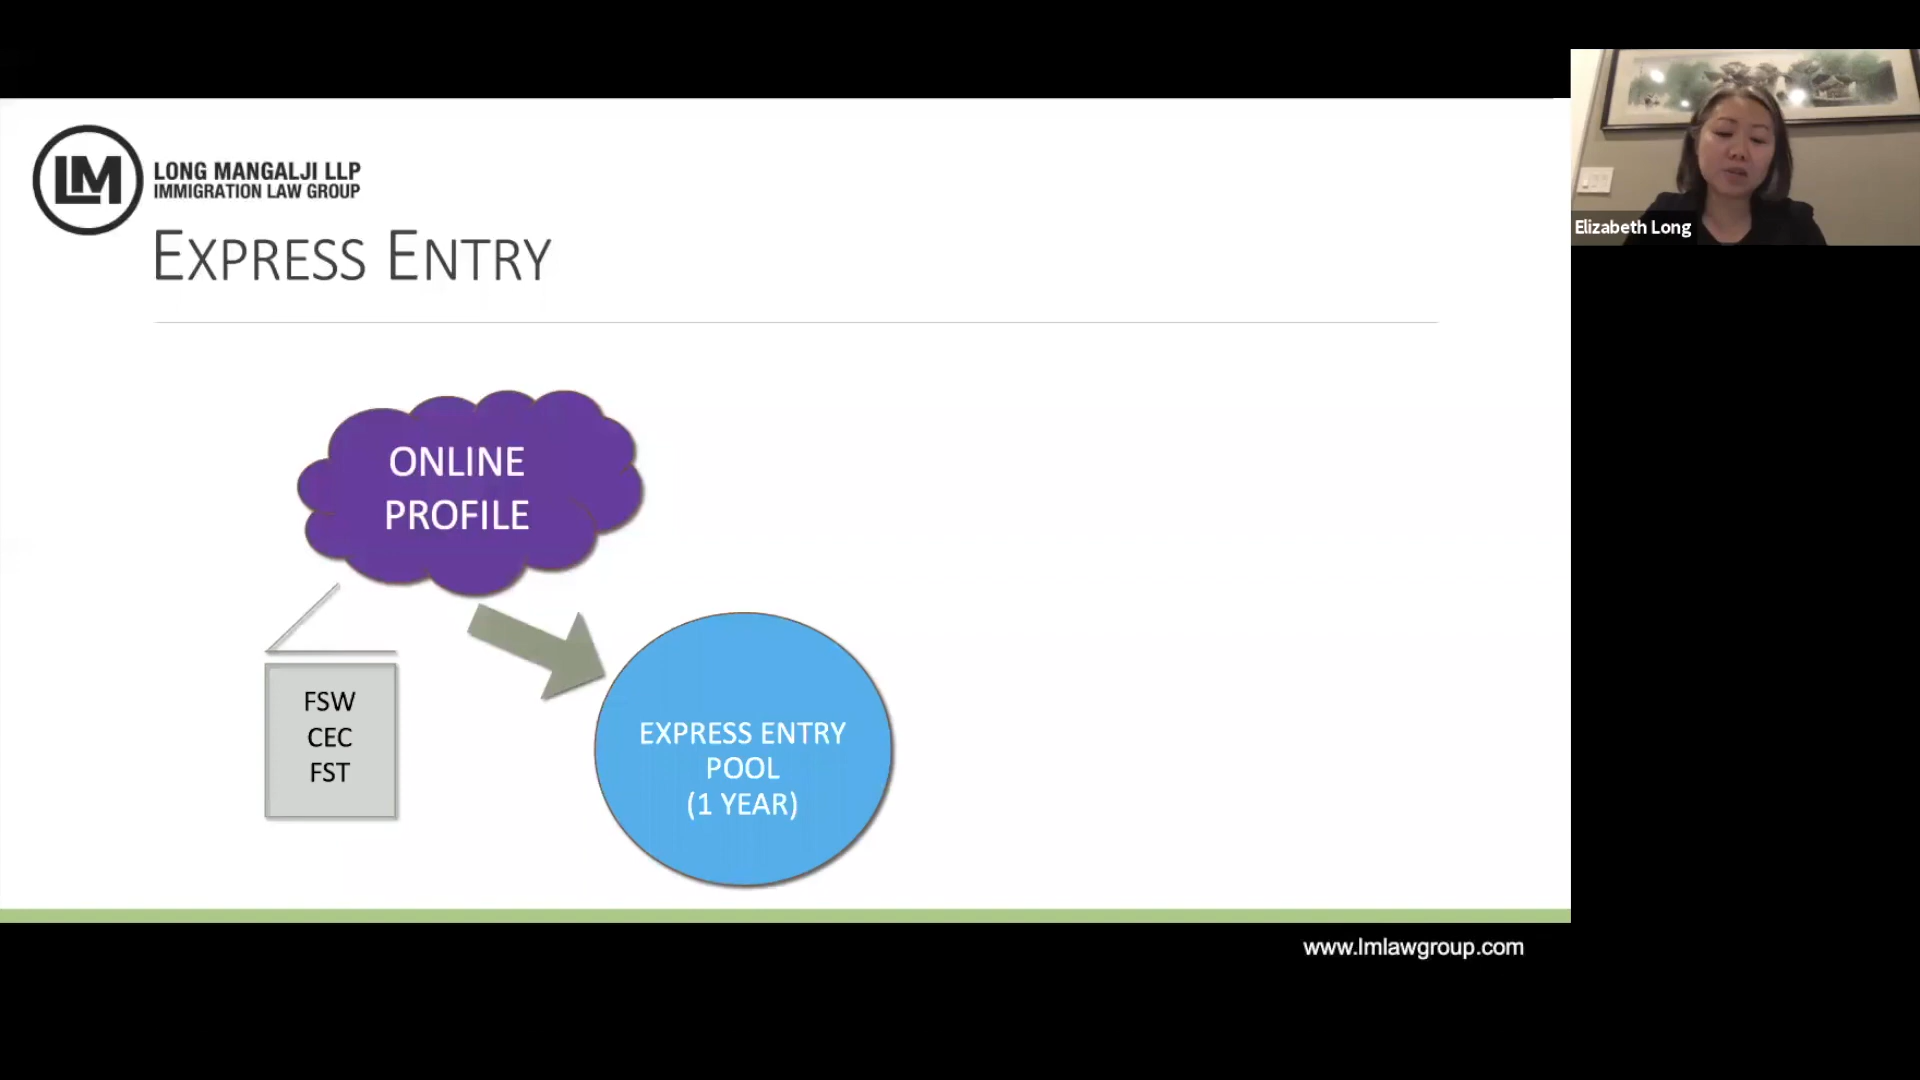 LM
LONG MANGALJI LLP
IMMIGRATION LAW GROUP
EXPRESS ENTRY
ONLINE
PROFILE
FSW
CEC
FST
EXPRESS ENTRY
POOL
(1 YEAR)
Elizabeth Long
www.lmlawgroup.com